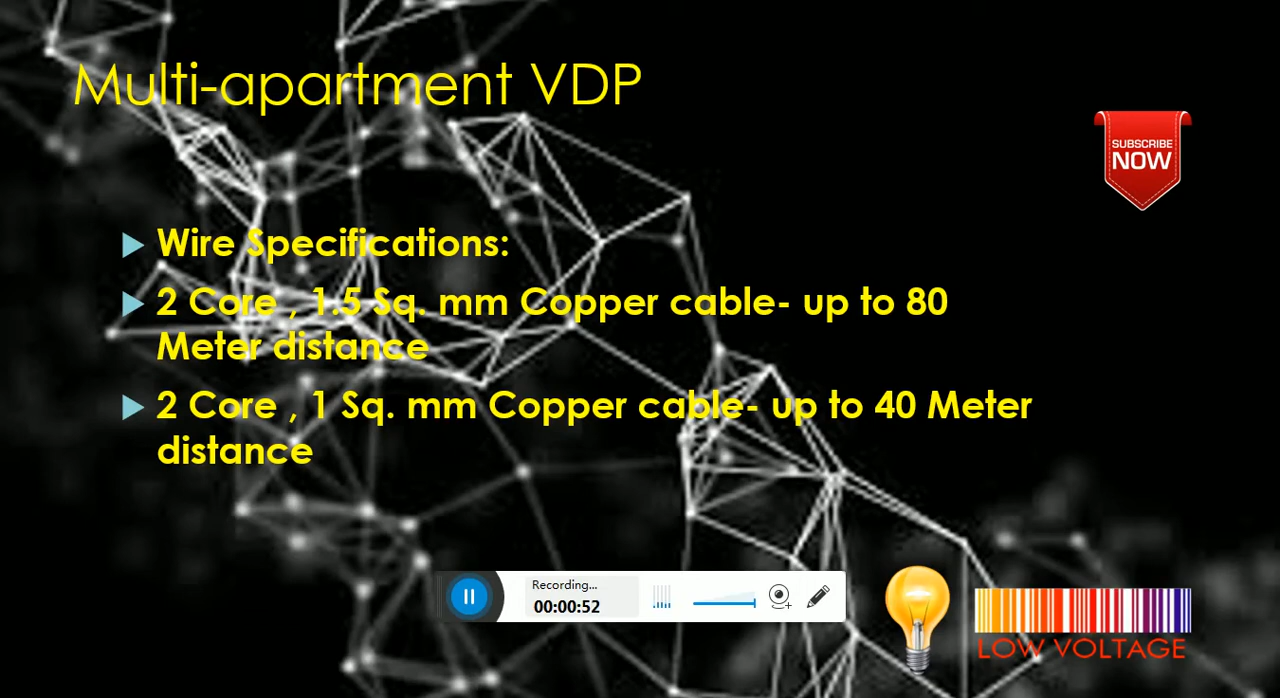 Multi-apartment VDP
SUBSCRIBE
NOW
Wire Specifications:
2 Core , 1.5 Sq. mm Copper cable- up to 80
Meter distance
2 Core , 1 Sq. mm Copper cable- up to 40 Meter
distance
Recording...
00:00:52
LOW VOLTAGE